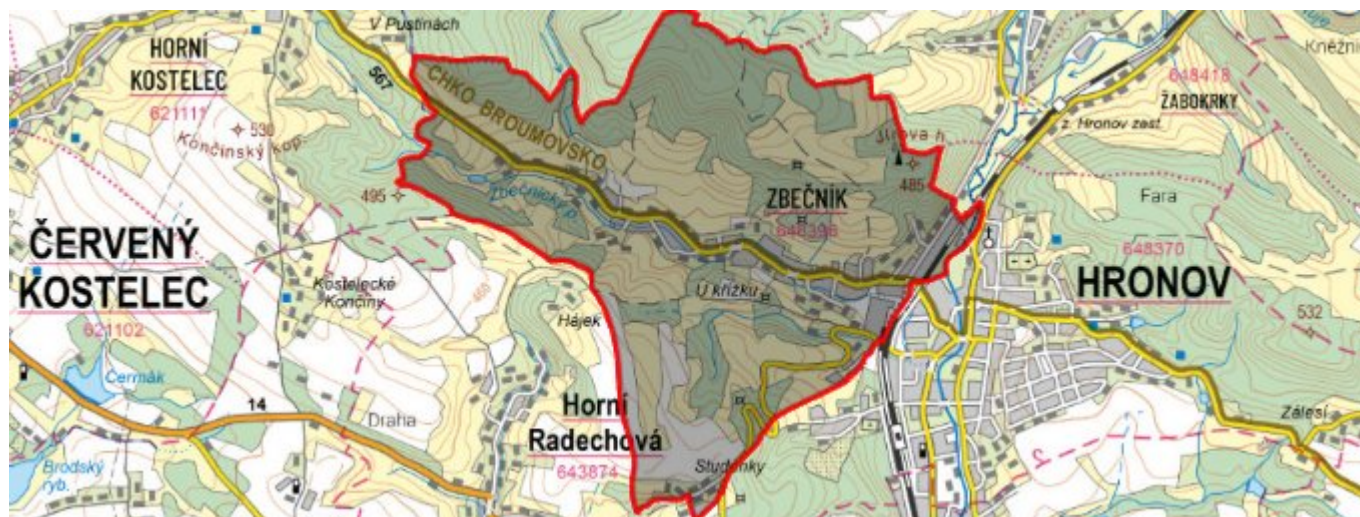 V Pustinách
HORNÍ
KOSTELEC
621111
567
CHKO BROUMOVSKO
530
Končinský kop.
495
Zbečnický p.
ZBEČNÍK
648396
485
648418
ŽABOKRKY
z. Hronov zast.
Fara
648370
HRONOV
532
ČERVENÝ
KOSTELEC
621102
Kostelecké
Končiny
460
Hájek
U křížku
Čermák
14
Draha
Horní
Radechová
643874
Studénky
Zálesí
Brodský
ryb.